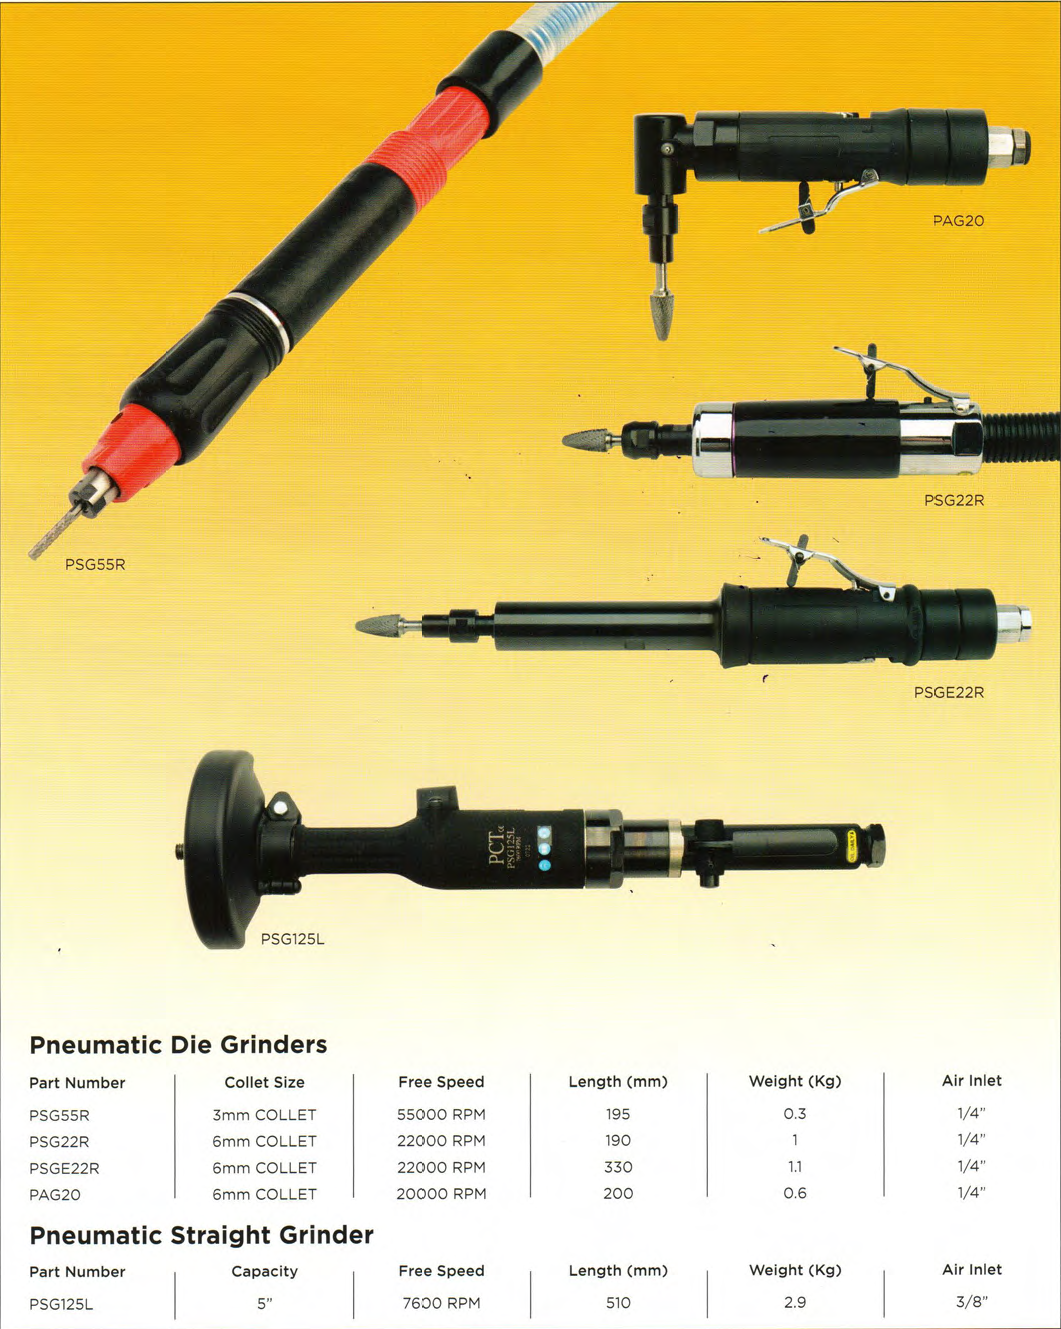 PAG20
PSG22R
PSG55R
PSGE22R
PCT CE
PSG125L
OIL ONLY
PSG125L
Pneumatic Die Grinders
Part Number Collet Size Free Speed Length (mm) Weight (Kg) Air Inlet
PSG55R 3mm COLLET 55000 RPM 195 0.3 1/4”
PSG22R 6mm COLLET 22000 RPM 190 1 1/4”
PSGE22R 6mm COLLET 22000 RPM 330 1.1 1/4”
PAG20 6mm COLLET 20000 RPM 200 0.6 1/4”
Pneumatic Straight Grinder
Part Number Capacity Free Speed Length (mm) Weight (Kg) Air Inlet
PSG125L 5” 7600 RPM 510 2.9 3/8”